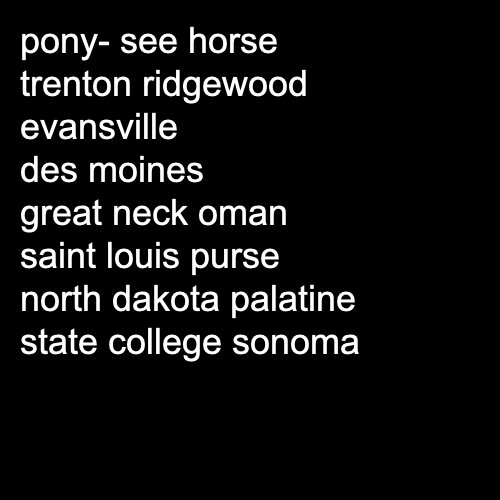 pony- see horse
trenton ridgewood
evansville
des moines
great neck oman
saint louis purse
north dakota palatine
state college sonoma